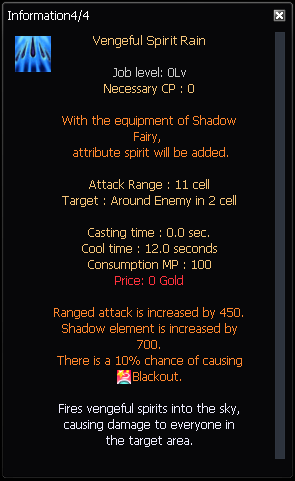 Information4/4
Vengeful Spirit Rain
Job level: 0Lv
Necessary CP : 0
With the equipment of Shadow
Fairy,
attribute spirit will be added.
Attack Range : 11 cell
Target : Around Enemy in 2 cell
Casting time : 0.0 sec.
Cool time : 12.0 seconds
Consumption MP : 100
Price: 0 Gold
Ranged attack is increased by 450.
Shadow element is increased by
700.
There is a 10% chance of causing
Blackout.
Fires vengeful spirits into the sky,
causing damage to everyone in
the target area.